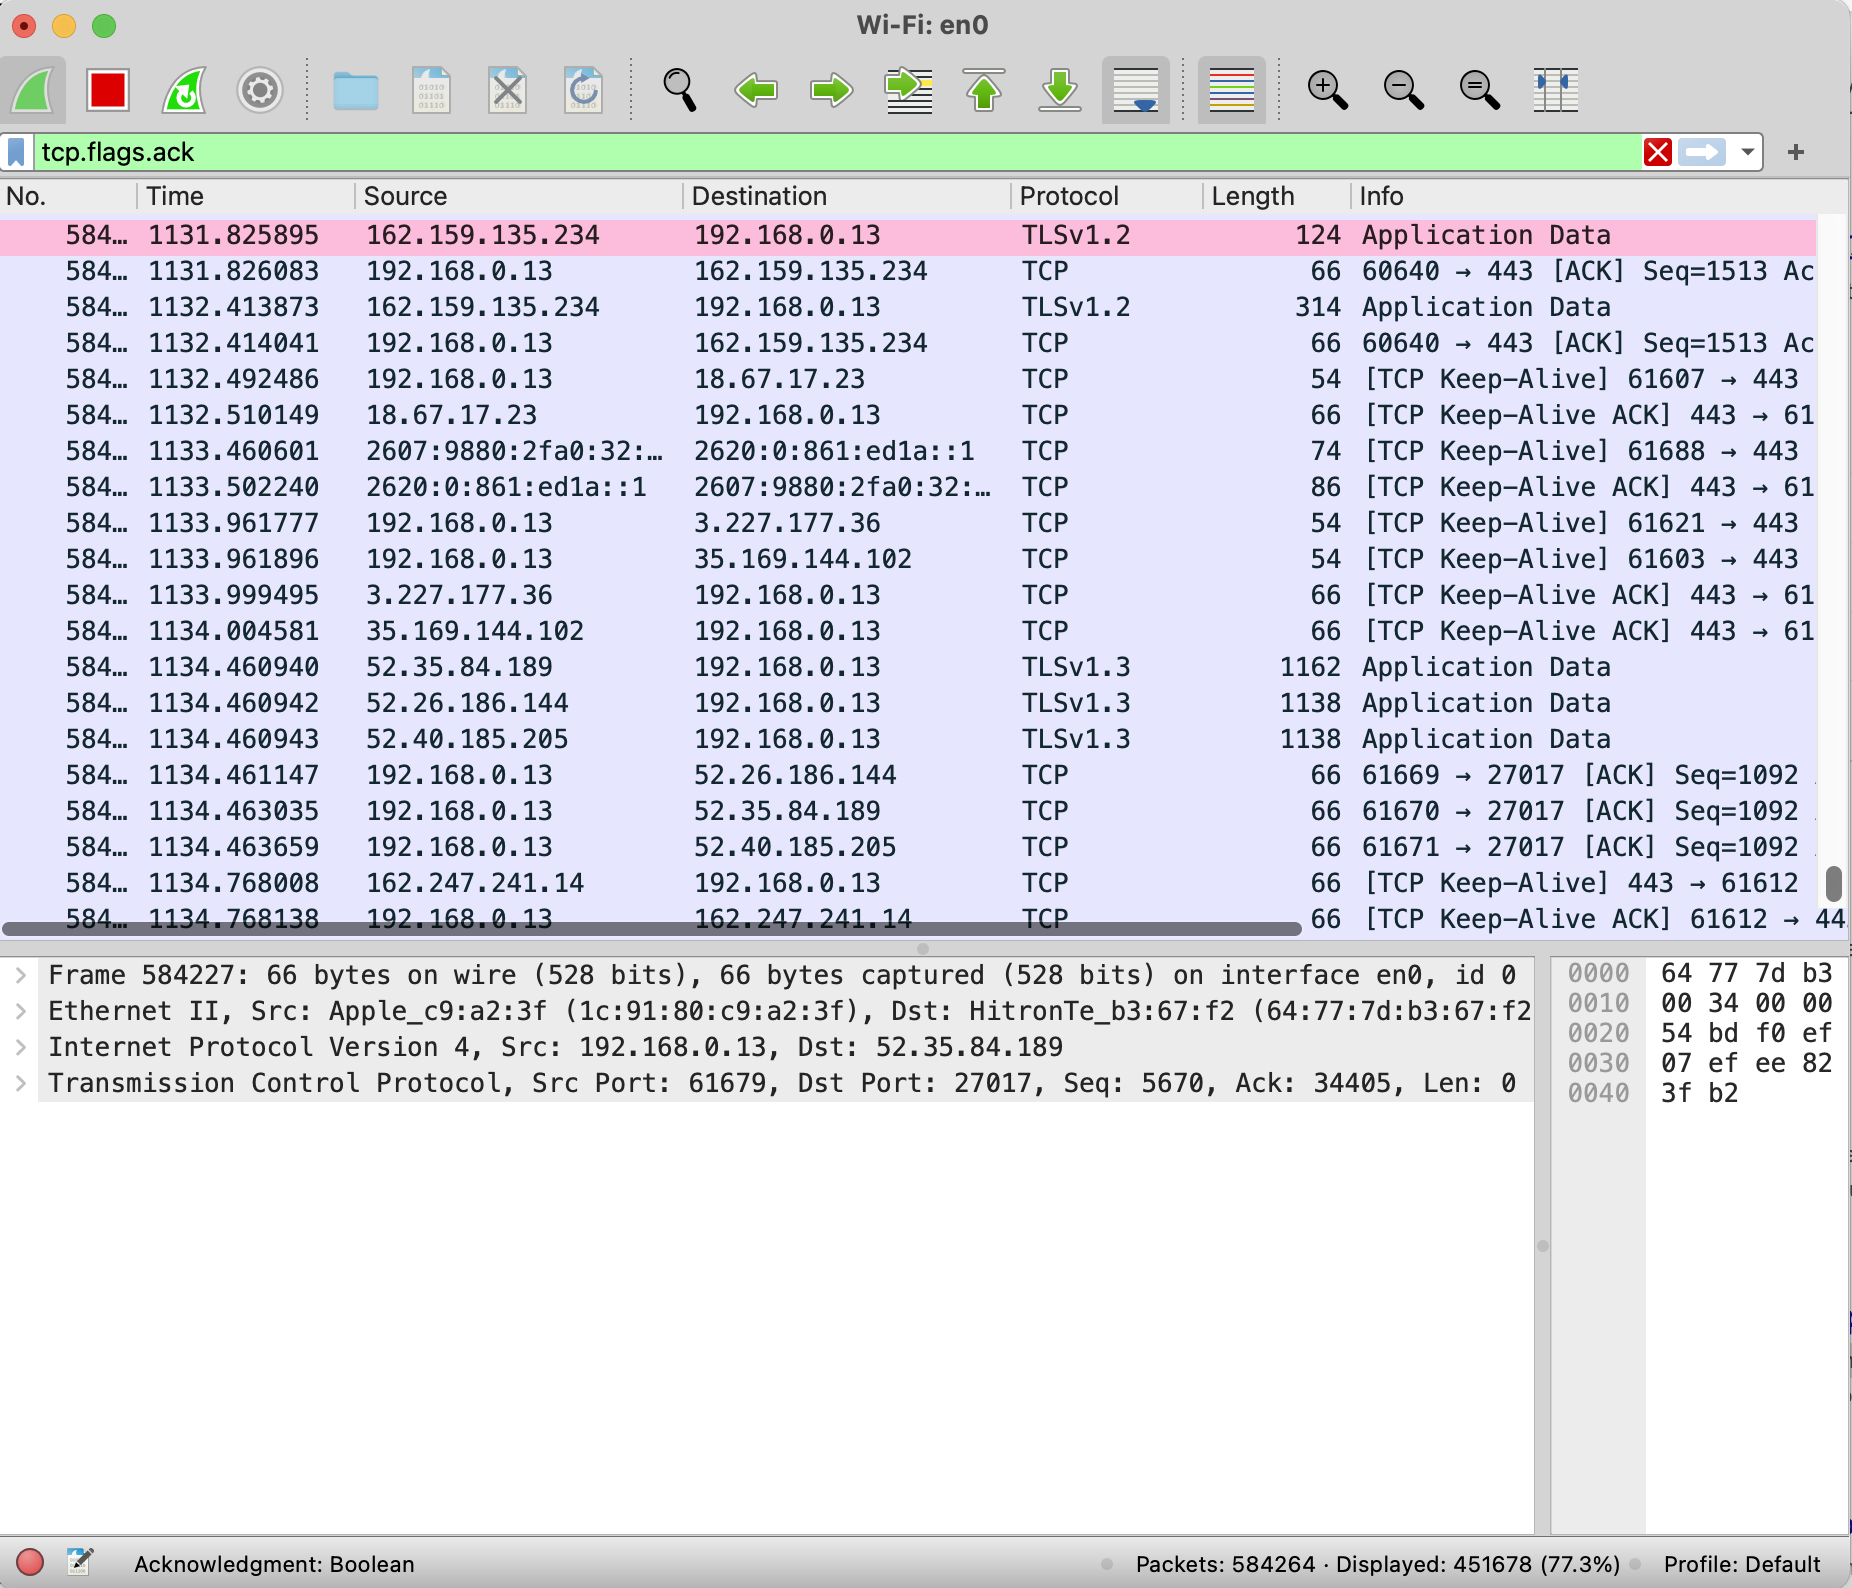 Wi-Fi: en0
tcp.flags.ack
No. Time Source Destination Protocol Length Info
584… 1131.825895 162.159.135.234 192.168.0.13 TLSv1.2 124 Application Data
584… 1131.826083 192.168.0.13 162.159.135.234 TCP 66 60640 → 443 [ACK] Seq=1513 Ac
584… 1132.413873 162.159.135.234 192.168.0.13 TLSv1.2 314 Application Data
584… 1132.414041 192.168.0.13 162.159.135.234 TCP 66 60640 → 443 [ACK] Seq=1513 Ac
584… 1132.492486 192.168.0.13 18.67.17.23 TCP 54 [TCP Keep-Alive] 61607 → 443
584… 1132.510149 18.67.17.23 192.168.0.13 TCP 66 [TCP Keep-Alive ACK] 443 → 61
584… 1133.460601 2607:9880:2fa0:32:… 2620:0:861:ed1a::1 TCP 74 [TCP Keep-Alive] 61688 → 443
584… 1133.502240 2620:0:861:ed1a::1 2607:9880:2fa0:32:… TCP 86 [TCP Keep-Alive ACK] 443 → 61
584… 1133.961777 192.168.0.13 3.227.177.36 TCP 54 [TCP Keep-Alive] 61621 → 443
584… 1133.961896 192.168.0.13 35.169.144.102 TCP 54 [TCP Keep-Alive] 61603 → 443
584… 1133.999495 3.227.177.36 192.168.0.13 TCP 66 [TCP Keep-Alive ACK] 443 → 61
584… 1134.004581 35.169.144.102 192.168.0.13 TCP 66 [TCP Keep-Alive ACK] 443 → 61
584… 1134.460940 52.35.84.189 192.168.0.13 TLSv1.3 1162 Application Data
584… 1134.460942 52.26.186.144 192.168.0.13 TLSv1.3 1138 Application Data
584… 1134.460943 52.40.185.205 192.168.0.13 TLSv1.3 1138 Application Data
584… 1134.461147 192.168.0.13 52.26.186.144 TCP 66 61669 → 27017 [ACK] Seq=1092
584… 1134.463035 192.168.0.13 52.35.84.189 TCP 66 61670 → 27017 [ACK] Seq=1092
584… 1134.463659 192.168.0.13 52.40.185.205 TCP 66 61671 → 27017 [ACK] Seq=1092
584… 1134.768008 162.247.241.14 192.168.0.13 TCP 66 [TCP Keep-Alive] 443 → 61612
584… 1134.768138 192.168.0.13 162.247.241.14 TCP 66 [TCP Keep-Alive ACK] 61612 → 44
Frame 584227: 66 bytes on wire (528 bits), 66 bytes captured (528 bits) on interface en0, id 0
Ethernet II, Src: Apple_c9:a2:3f (1c:91:80:c9:a2:3f), Dst: HitronTe_b3:67:f2 (64:77:7d:b3:67:f2
Internet Protocol Version 4, Src: 192.168.0.13, Dst: 52.35.84.189
Transmission Control Protocol, Src Port: 61679, Dst Port: 27017, Seq: 5670, Ack: 34405, Len: 0
0000 64 77 7d b3
0010 00 34 00 00
0020 54 bd f0 ef
0030 07 ef ee 82
0040 3f b2
Acknowledgment: Boolean
Packets: 584264 · Displayed: 451678 (77.3%)
Profile: Default